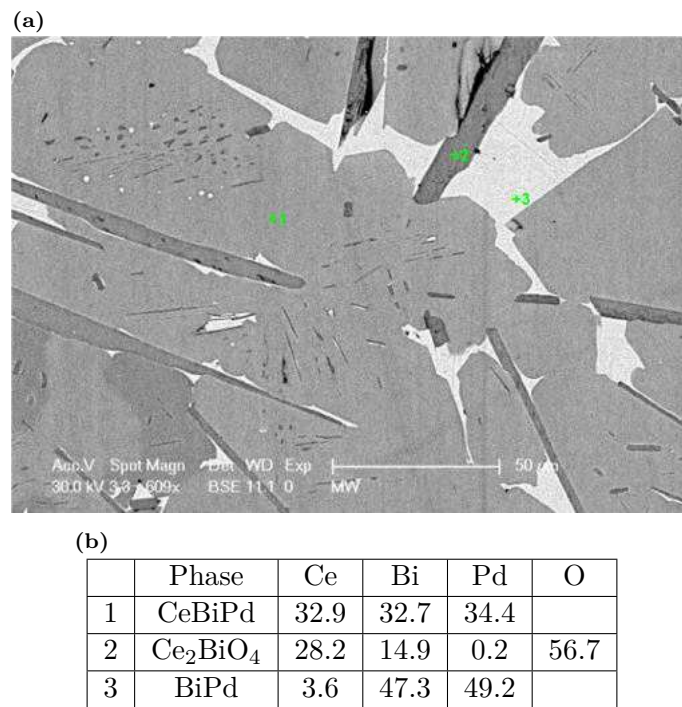 (a)
+1
+2
+3
Acc.V Spot Magn Det WD Exp 50 μm
30.0 kV 3.3 609x BSE 11.1 0 MW
(b)
Phase Ce Bi Pd O
1 CeBiPd 32.9 32.7 34.4
2 Ce₂BiO₄ 28.2 14.9 0.2 56.7
3 BiPd 3.6 47.3 49.2